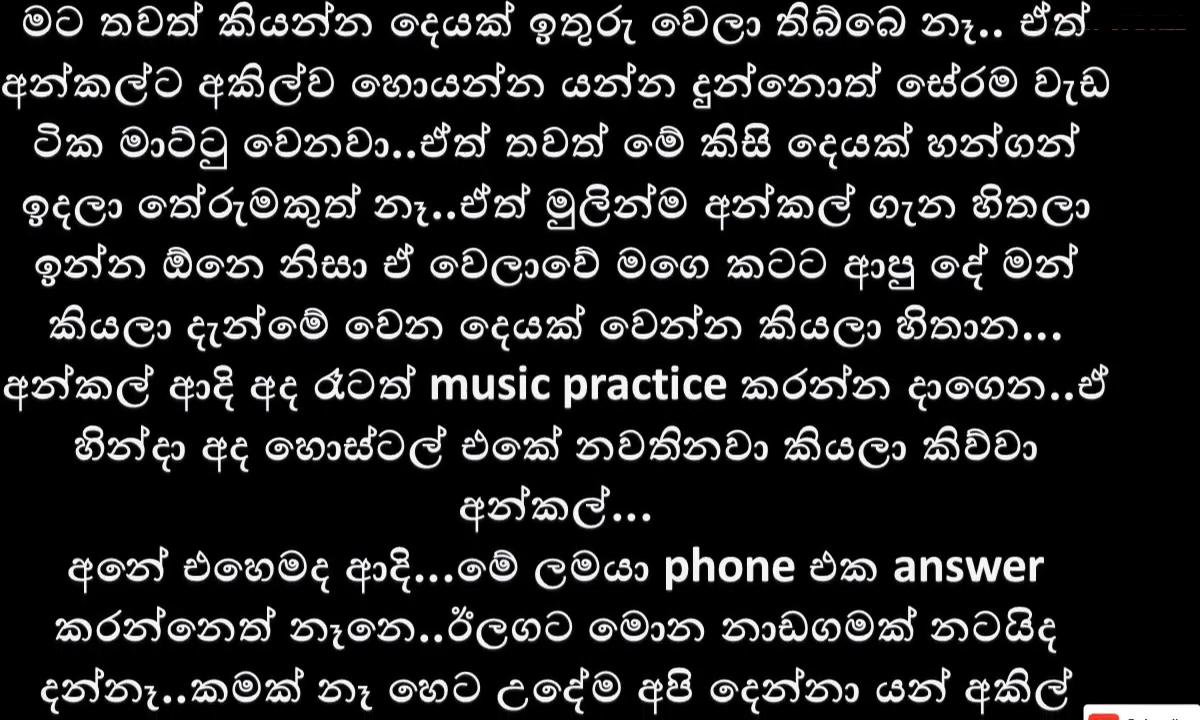 මට තවත් කියන්න දෙයක් ඉතුරු වෙලා තිබ්බෙ නෑ.. ඒත්
අන්කල්ට අකිල්ව හොයන්න යන්න දුන්නොත් සේරම වැඩ
ටික මාට්ටු වෙනවා..ඒත් තවත් මේ කිසි දෙයක් හන්ගන්
ඉදලා තේරුමකුත් නෑ..ඒත් මුලින්ම අන්කල් ගැන හිතලා
ඉන්න ඕනෙ නිසා ඒ වෙලාවේ මගෙ කටට ආපු දේ මන්
කියලා දැන්මේ වෙන දෙයක් වෙන්න කියලා හිතාන...
අන්කල් ආදි අද රෑටත් music practice කරන්න දාගෙන..ඒ
හින්දා අද හොස්ටල් එකේ නවතිනවා කියලා කිව්වා
අන්කල්...
අනේ එහෙමද ආදි...මේ ලමයා phone එක answer
කරන්නෙත් නෑනෙ..ඊලගට මොන නාඩගමක් නටයිද
දන්නෑ..කමක් නෑ හෙට උදේම අපි දෙන්නා යන් අකිල්